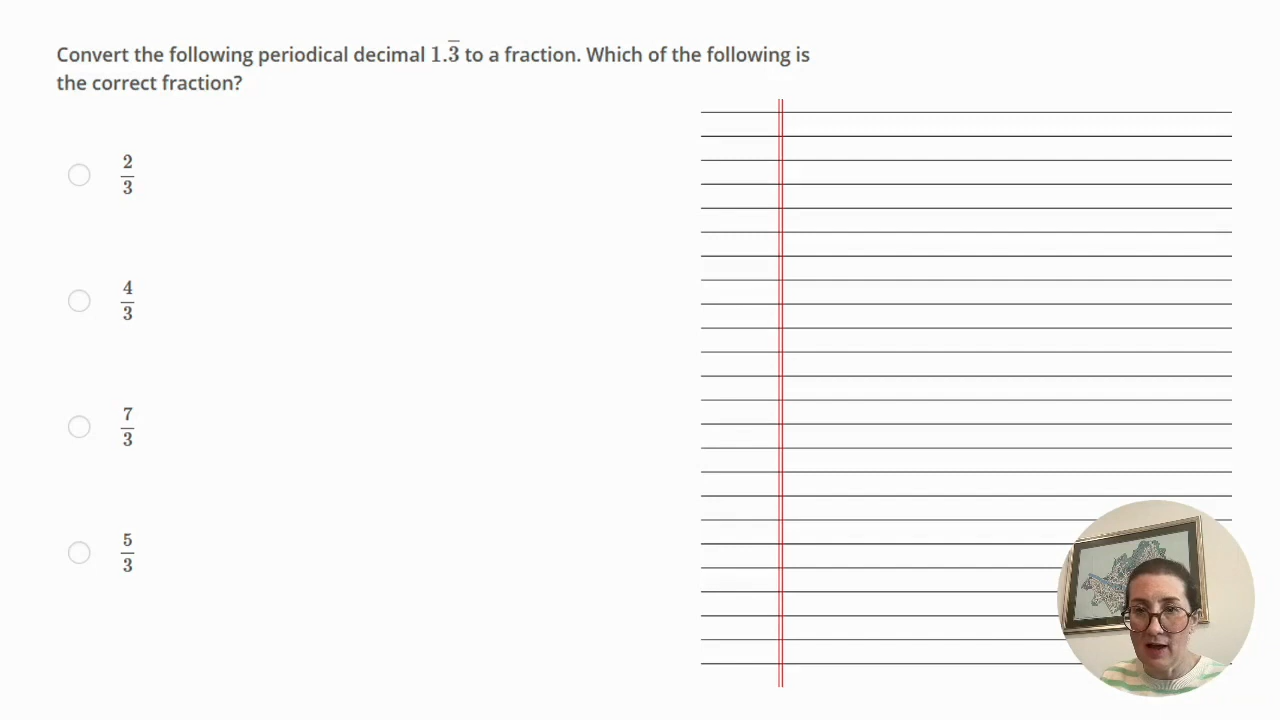 Convert the following periodical decimal 1.3̅ to a fraction. Which of the following is
the correct fraction?
2/3
4/3
7/3
5/3